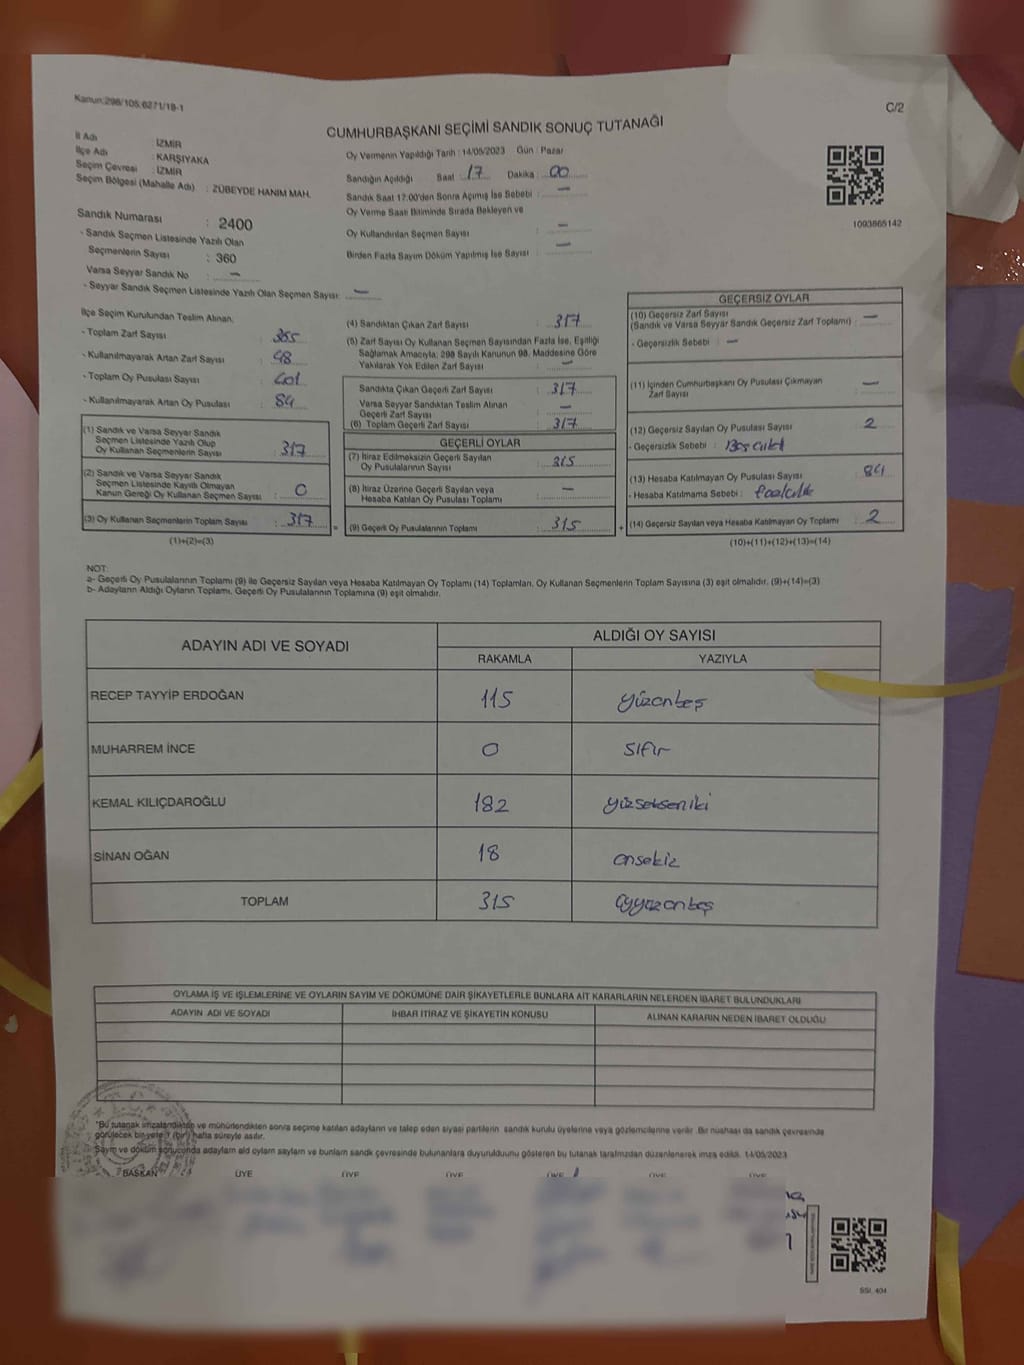 Kanun:298/105;6271/18-1
C/2
CUMHURBAŞKANI SEÇİMİ SANDIK SONUÇ TUTANAĞI
İl Adı : İZMİR
İlçe Adı : KARŞIYAKA
Seçim Çevresi : İZMİR
Seçim Bölgesi (Mahalle Adı) : ZÜBEYDE HANIM MAH.
Sandık Numarası : 2400
- Sandık Seçmen Listesinde Yazılı Olan
Seçmenlerin Sayısı : 360
Varsa Seyyar Sandık No : —
- Seyyar Sandık Seçmen Listesinde Yazılı Olan Seçmen Sayısı: —
Oy Vermenin Yapıldığı Tarih : 14/05/2023 Gün : Pazar
Sandığın Açıldığı Saat : 17 Dakika : 00
Sandık Saat 17.00'den Sonra Açılmış İse Sebebi : —
Oy Verme Saati Bitiminde Sırada Bekleyen ve
Oy Kullandırılan Seçmen Sayısı : —
Birden Fazla Sayım Döküm Yapılmış İse Sayısı : —
1093865142
İlçe Seçim Kurulundan Teslim Alınan:
- Toplam Zarf Sayısı : 365
- Kullanılmayarak Artan Zarf Sayısı : 48
- Toplam Oy Pusulası Sayısı : 401
- Kullanılmayarak Artan Oy Pusulası : 84
(1) Sandık ve Varsa Seyyar Sandık
Seçmen Listesinde Yazılı Olup
Oy Kullanan Seçmenlerin Sayısı : 317
(2) Sandık ve Varsa Seyyar Sandık
Seçmen Listesinde Kayıtlı Olmayan
Kanun Gereği Oy Kullanan Seçmen Sayısı : 0
(3) Oy Kullanan Seçmenlerin Toplam Sayısı : 317
(1)+(2)=(3)
(4) Sandıktan Çıkan Zarf Sayısı : 317
(5) Zarf Sayısı Oy Kullanan Seçmen Sayısından Fazla İse, Eşitliği
Sağlamak Amacıyla, 298 Sayılı Kanunun 98. Maddesine Göre
Yakılarak Yok Edilen Zarf Sayısı : —
Sandıkta Çıkan Geçerli Zarf Sayısı : 317
Varsa Seyyar Sandıktan Teslim Alınan
Geçerli Zarf Sayısı : —
(6) Toplam Geçerli Zarf Sayısı : 317
GEÇERLİ OYLAR
(7) İtiraz Edilmeksizin Geçerli Sayılan
Oy Pusulalarının Sayısı : 315
(8) İtiraz Üzerine Geçerli Sayılan veya
Hesaba Katılan Oy Pusulası Toplamı : —
(9) Geçerli Oy Pusulalarının Toplamı : 315
GEÇERSİZ OYLAR
(10) Geçersiz Zarf Sayısı
(Sandık ve Varsa Seyyar Sandık Geçersiz Zarf Toplamı) : —
- Geçersizlik Sebebi : —
(11) İçinden Cumhurbaşkanı Oy Pusulası Çıkmayan
Zarf Sayısı : —
(12) Geçersiz Sayılan Oy Pusulası Sayısı : 2
- Geçersizlik Sebebi : Boş çıktı
(13) Hesaba Katılmayan Oy Pusulası Sayısı : 84
- Hesaba Katılmama Sebebi : fazlalık
(14) Geçersiz Sayılan veya Hesaba Katılmayan Oy Toplamı : 2
(10)+(11)+(12)+(13)=(14)
NOT:
a- Geçerli Oy Pusulalarının Toplamı (9) ile Geçersiz Sayılan veya Hesaba Katılmayan Oy Toplamı (14) Toplamları, Oy Kullanan Seçmenlerin Toplam Sayısına (3) eşit olmalıdır. (9)+(14)=(3)
b- Adayların Aldığı Oyların Toplamı, Geçerli Oy Pusulalarının Toplamına (9) eşit olmalıdır.
ADAYIN ADI VE SOYADI
ALDIĞI OY SAYISI
RAKAMLA YAZIYLA
RECEP TAYYİP ERDOĞAN 115 yüzonbeş
MUHARREM İNCE 0 sıfır
KEMAL KILIÇDAROĞLU 182 yüzseksen iki
SİNAN OĞAN 18 onsekiz
TOPLAM 315 üçyüzonbeş
OYLAMA İŞ VE İŞLEMLERİNE VE OYLARIN SAYIM VE DÖKÜMÜNE DAİR ŞİKAYETLERLE BUNLARA AİT KARARLARIN NELERDEN İBARET BULUNDUKLARI
ADAYIN ADI VE SOYADI İHBAR İTİRAZ VE ŞİKAYETİN KONUSU ALINAN KARARIN NEDEN İBARET OLDUĞU
"Bu tutanak imzalandıktan ve mühürlendikten sonra seçime katılan adayların ve talep eden siyasi partilerin sandık kurulu üyelerine veya gözlemcilerine verilir. Bir nüshası da sandık çevresinde
görülecek bir yere 1 (bir) hafta süreyle asılır.
Sayım ve döküm sonucunda adayların aldığı oyların sayıların ve bunların sandık çevresinde bulunanlara duyurulduğunu gösteren bu tutanak tarafımızdan düzenlenerek imza edildi. 14/05/2023
BAŞKAN ÜYE ÜYE ÜYE ÜYE ÜYE ÜYE
SSİ. 404